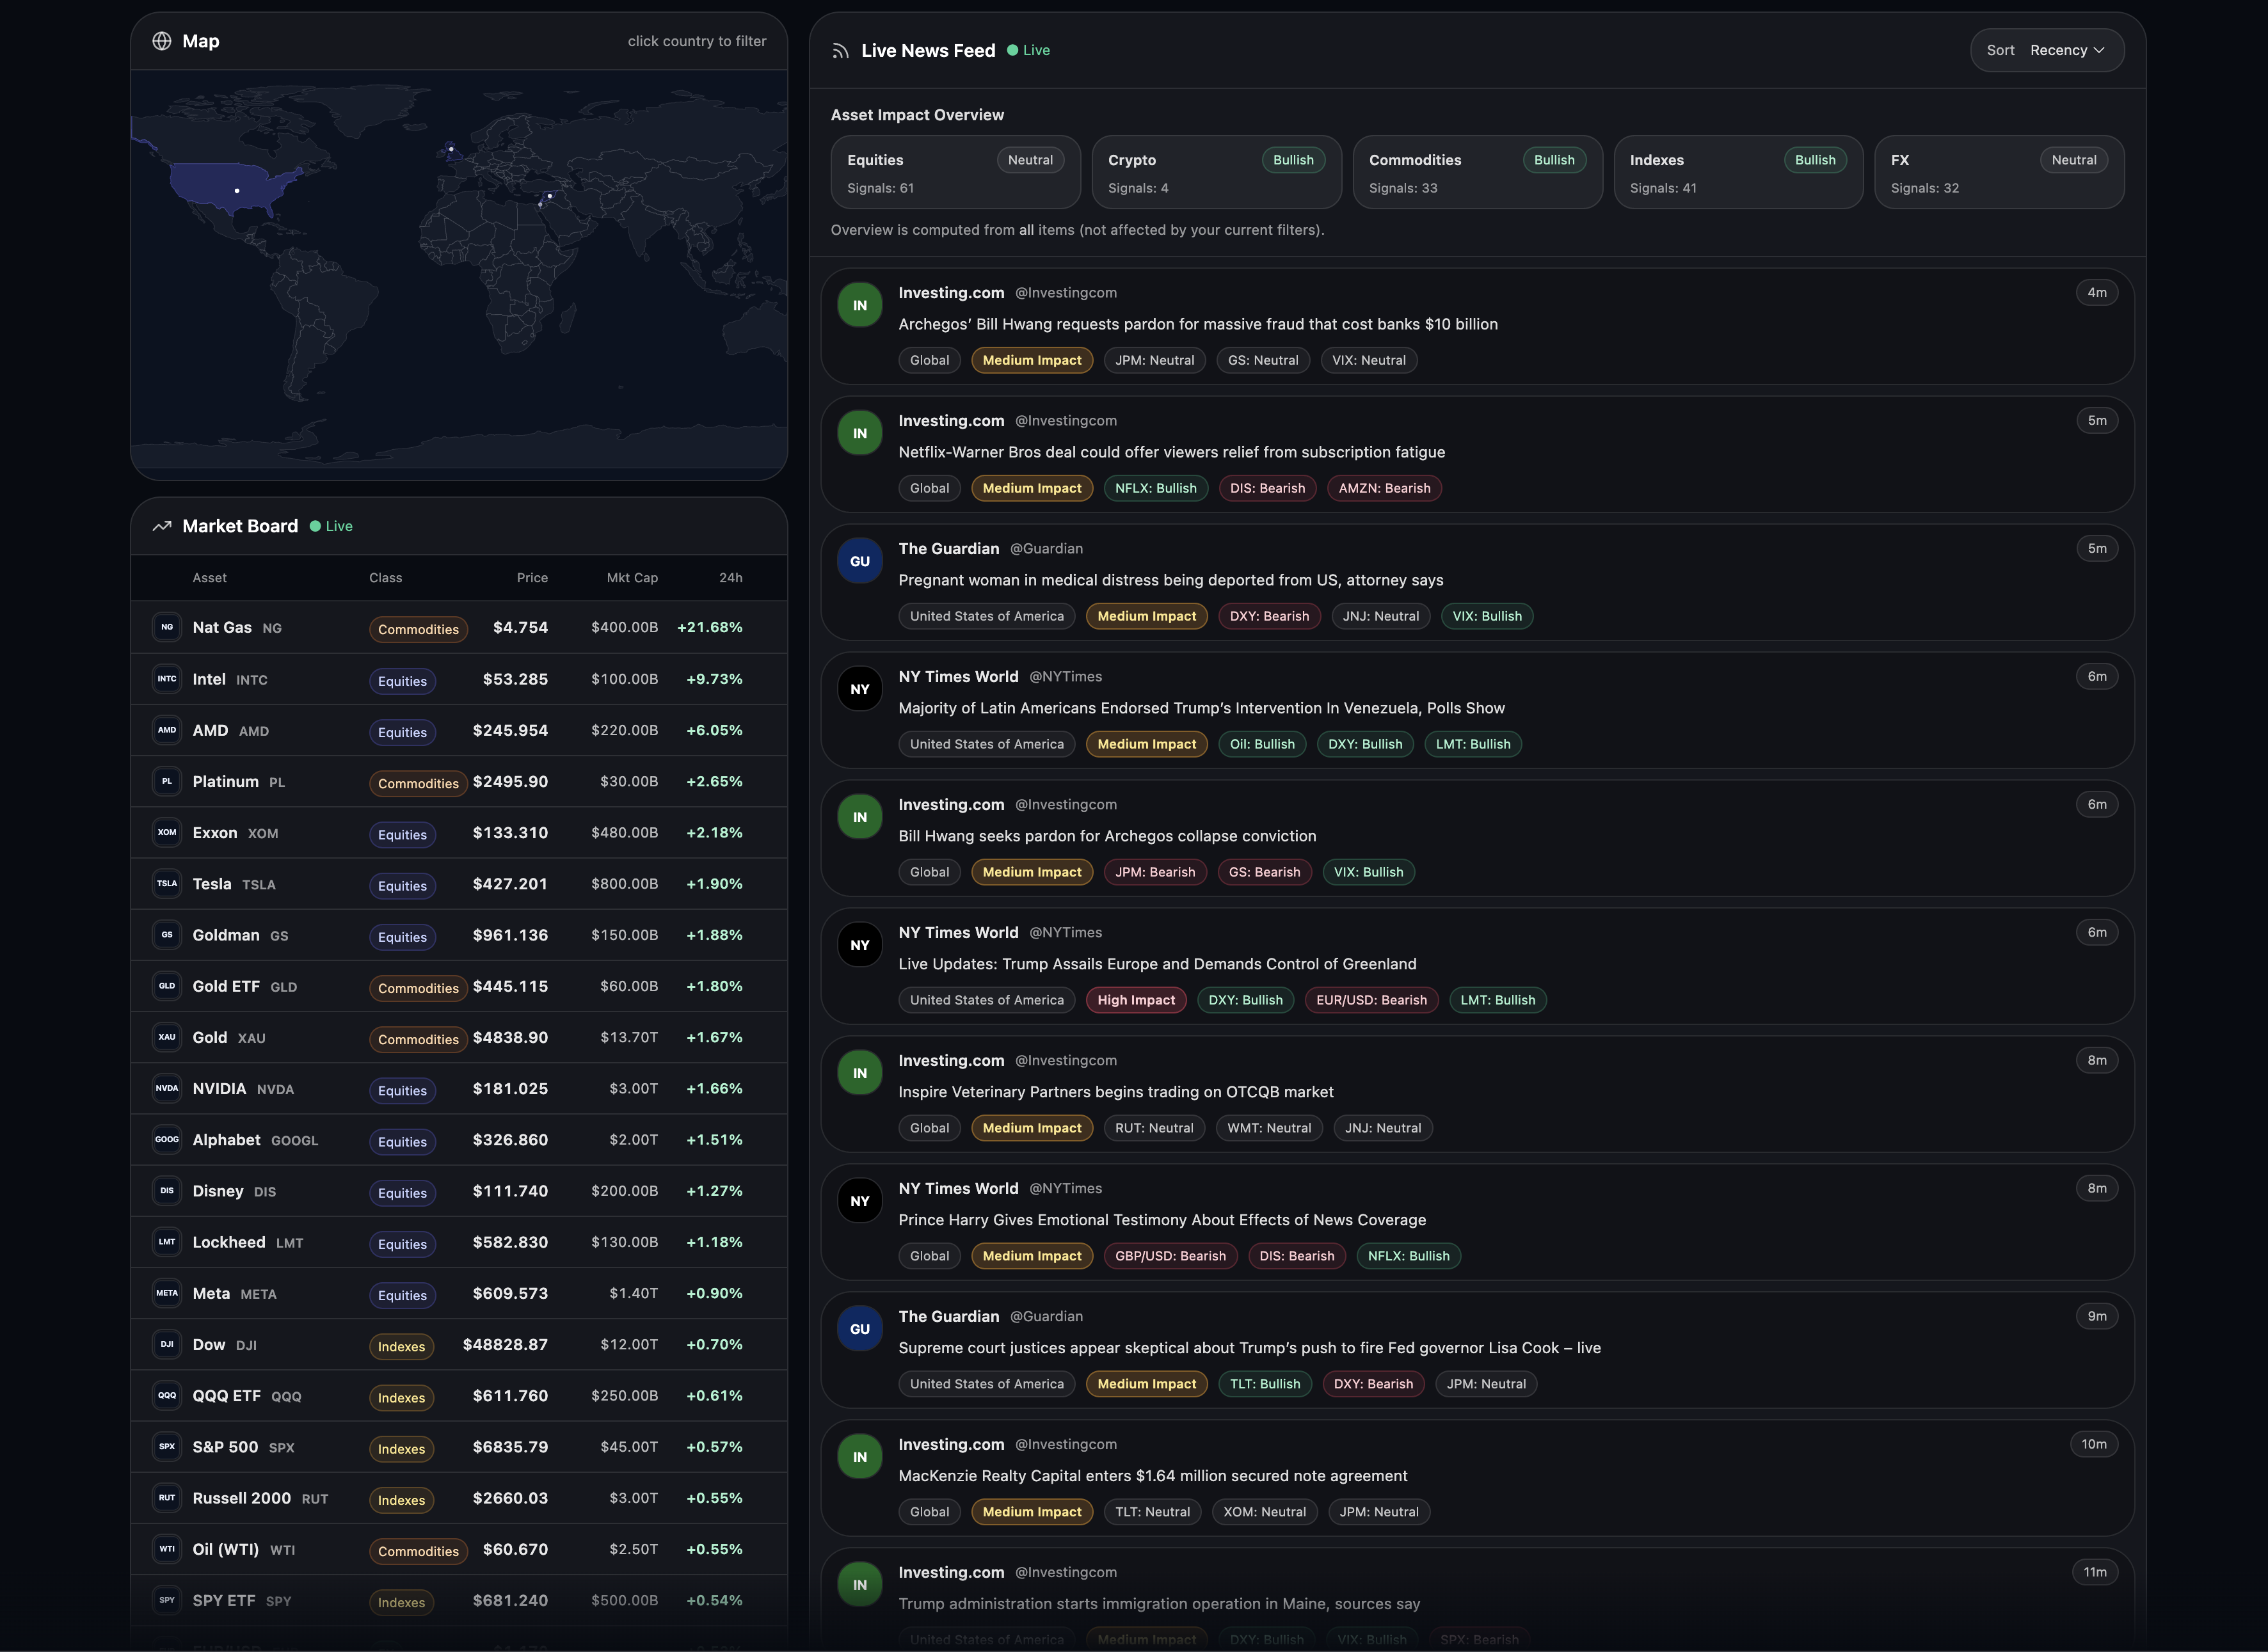 Map
click country to filter
Market Board
Live
Asset Class Price Mkt Cap 24h
NG Nat Gas NG Commodities $4.754 $400.00B +21.68%
INTC Intel INTC Equities $53.285 $100.00B +9.73%
AMD AMD AMD Equities $245.954 $220.00B +6.05%
PL Platinum PL Commodities $2495.90 $30.00B +2.65%
XOM Exxon XOM Equities $133.310 $480.00B +2.18%
TSLA Tesla TSLA Equities $427.201 $800.00B +1.90%
GS Goldman GS Equities $961.136 $150.00B +1.88%
GLD Gold ETF GLD Commodities $445.115 $60.00B +1.80%
XAU Gold XAU Commodities $4838.90 $13.70T +1.67%
NVDA NVIDIA NVDA Equities $181.025 $3.00T +1.66%
GOOG Alphabet GOOGL Equities $326.860 $2.00T +1.51%
DIS Disney DIS Equities $111.740 $200.00B +1.27%
LMT Lockheed LMT Equities $582.830 $130.00B +1.18%
META Meta META Equities $609.573 $1.40T +0.90%
DJI Dow DJI Indexes $48828.87 $12.00T +0.70%
QQQ QQQ ETF QQQ Indexes $611.760 $250.00B +0.61%
SPX S&P 500 SPX Indexes $6835.79 $45.00T +0.57%
RUT Russell 2000 RUT Indexes $2660.03 $3.00T +0.55%
WTI Oil (WTI) WTI Commodities $60.670 $2.50T +0.55%
SPY SPY ETF SPY Indexes $681.240 $500.00B +0.54%
Live News Feed
Live
Sort Recency
Asset Impact Overview
Equities Neutral
Signals: 61
Crypto Bullish
Signals: 4
Commodities Bullish
Signals: 33
Indexes Bullish
Signals: 41
FX Neutral
Signals: 32
Overview is computed from all items (not affected by your current filters).
IN
Investing.com @Investingcom 4m
Archegos’ Bill Hwang requests pardon for massive fraud that cost banks $10 billion
Global Medium Impact JPM: Neutral GS: Neutral VIX: Neutral
IN
Investing.com @Investingcom 5m
Netflix-Warner Bros deal could offer viewers relief from subscription fatigue
Global Medium Impact NFLX: Bullish DIS: Bearish AMZN: Bearish
GU
The Guardian @Guardian 5m
Pregnant woman in medical distress being deported from US, attorney says
United States of America Medium Impact DXY: Bearish JNJ: Neutral VIX: Bullish
NY
NY Times World @NYTimes 6m
Majority of Latin Americans Endorsed Trump’s Intervention In Venezuela, Polls Show
United States of America Medium Impact Oil: Bullish DXY: Bullish LMT: Bullish
IN
Investing.com @Investingcom 6m
Bill Hwang seeks pardon for Archegos collapse conviction
Global Medium Impact JPM: Bearish GS: Bearish VIX: Bullish
NY
NY Times World @NYTimes 6m
Live Updates: Trump Assails Europe and Demands Control of Greenland
United States of America High Impact DXY: Bullish EUR/USD: Bearish LMT: Bullish
IN
Investing.com @Investingcom 8m
Inspire Veterinary Partners begins trading on OTCQB market
Global Medium Impact RUT: Neutral WMT: Neutral JNJ: Neutral
NY
NY Times World @NYTimes 8m
Prince Harry Gives Emotional Testimony About Effects of News Coverage
Global Medium Impact GBP/USD: Bearish DIS: Bearish NFLX: Bullish
GU
The Guardian @Guardian 9m
Supreme court justices appear skeptical about Trump’s push to fire Fed governor Lisa Cook – live
United States of America Medium Impact TLT: Bullish DXY: Bearish JPM: Neutral
IN
Investing.com @Investingcom 10m
MacKenzie Realty Capital enters $1.64 million secured note agreement
Global Medium Impact TLT: Neutral XOM: Neutral JPM: Neutral
IN
Investing.com @Investingcom 11m
Trump administration starts immigration operation in Maine, sources say
United States of America Medium Impact DXY: Bullish VIX: Bullish SPX: Bearish